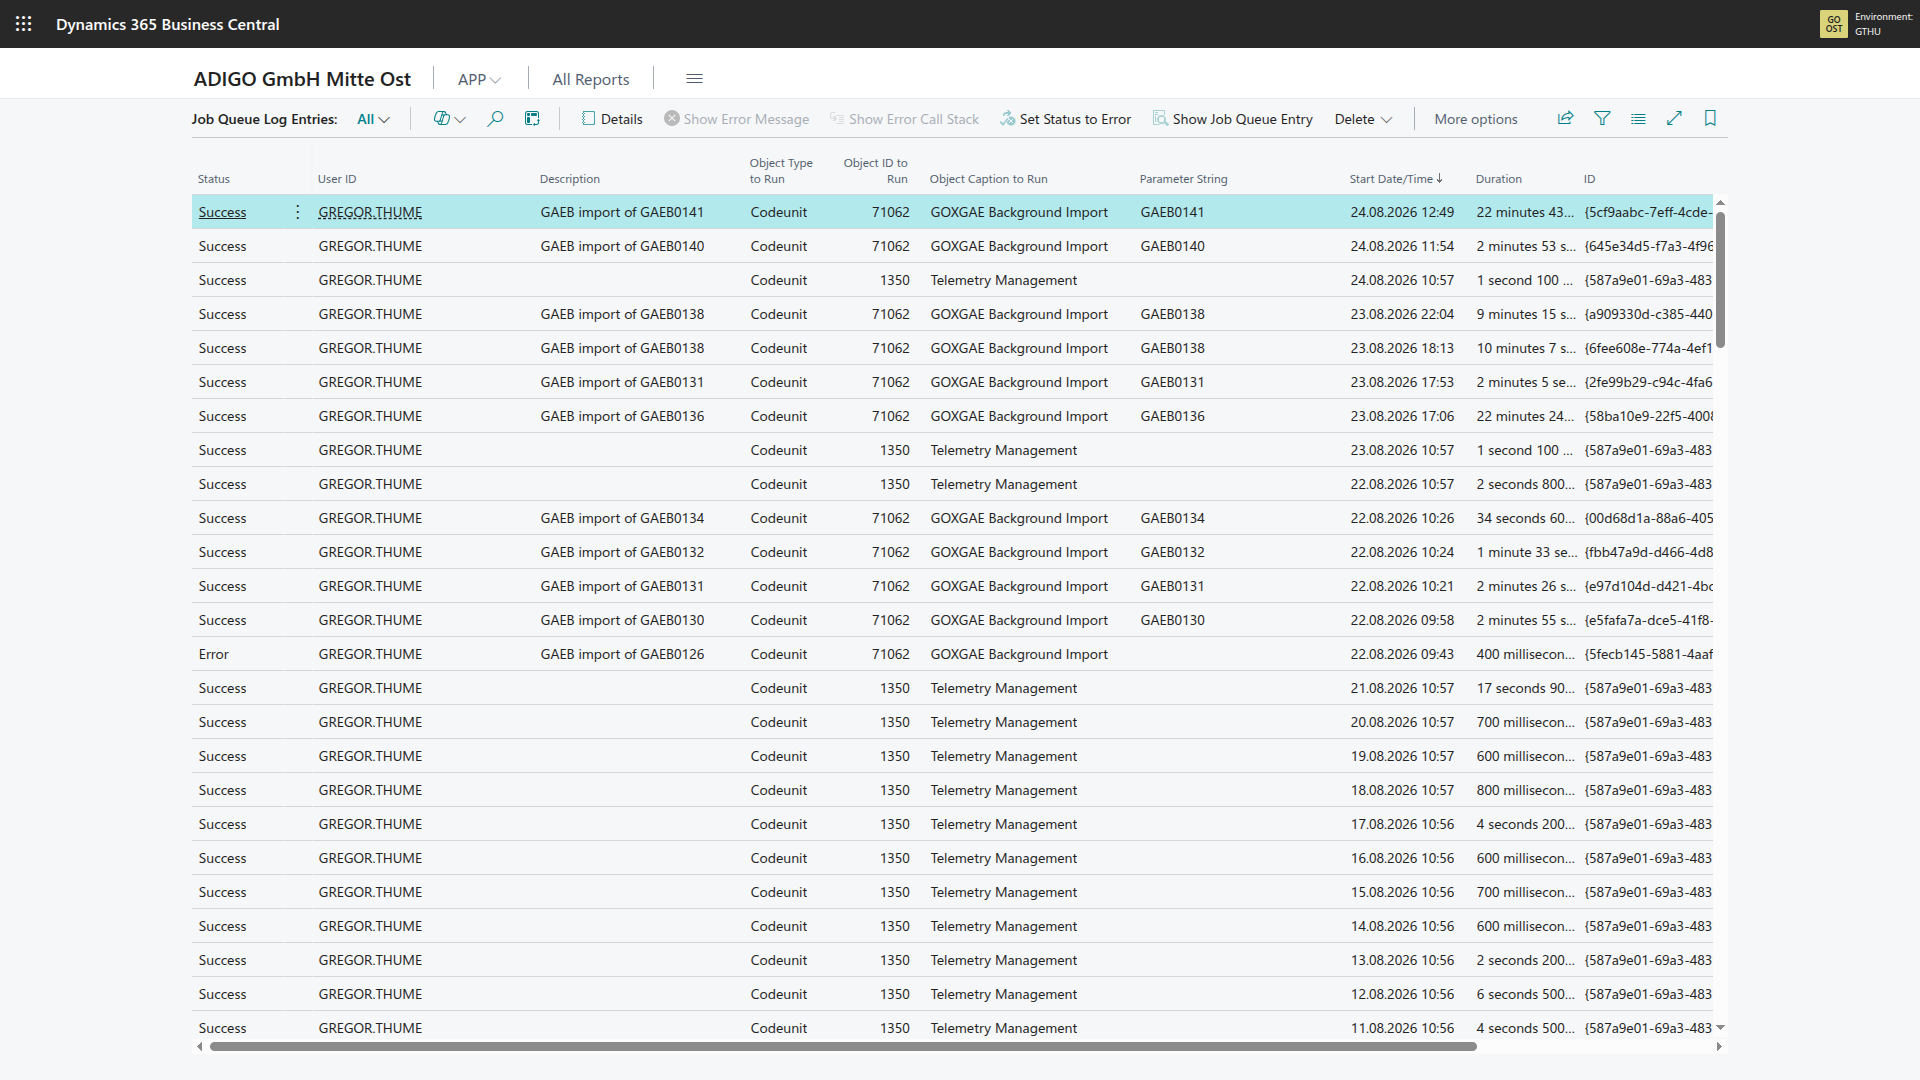 Dynamics 365 Business Central
GO
OST
Environment:
GTHU
ADIGO GmbH Mitte Ost
APP
All Reports
Job Queue Log Entries: All Details Show Error Message Show Error Call Stack Set Status to Error Show Job Queue Entry Delete More options
Status User ID Description Object Type to Run Object ID to Run Object Caption to Run Parameter String Start Date/Time Duration ID
Success GREGOR.THUME GAEB import of GAEB0141 Codeunit 71062 GOXGAE Background Import GAEB0141 24.08.2026 12:49 22 minutes 43... {5cf9aabc-7eff-4cde-
Success GREGOR.THUME GAEB import of GAEB0140 Codeunit 71062 GOXGAE Background Import GAEB0140 24.08.2026 11:54 2 minutes 53 s... {645e34d5-f7a3-4f96
Success GREGOR.THUME Codeunit 1350 Telemetry Management 24.08.2026 10:57 1 second 100 ... {587a9e01-69a3-483
Success GREGOR.THUME GAEB import of GAEB0138 Codeunit 71062 GOXGAE Background Import GAEB0138 23.08.2026 22:04 9 minutes 15 s... {a909330d-c385-440
Success GREGOR.THUME GAEB import of GAEB0138 Codeunit 71062 GOXGAE Background Import GAEB0138 23.08.2026 18:13 10 minutes 7 s... {6fee608e-774a-4ef1
Success GREGOR.THUME GAEB import of GAEB0131 Codeunit 71062 GOXGAE Background Import GAEB0131 23.08.2026 17:53 2 minutes 5 se... {2fe99b29-c94c-4fa6
Success GREGOR.THUME GAEB import of GAEB0136 Codeunit 71062 GOXGAE Background Import GAEB0136 23.08.2026 17:06 22 minutes 24... {58ba10e9-22f5-4008
Success GREGOR.THUME Codeunit 1350 Telemetry Management 23.08.2026 10:57 1 second 100 ... {587a9e01-69a3-483
Success GREGOR.THUME Codeunit 1350 Telemetry Management 22.08.2026 10:57 2 seconds 800... {587a9e01-69a3-483
Success GREGOR.THUME GAEB import of GAEB0134 Codeunit 71062 GOXGAE Background Import GAEB0134 22.08.2026 10:26 34 seconds 60... {00d68d1a-88a6-405
Success GREGOR.THUME GAEB import of GAEB0132 Codeunit 71062 GOXGAE Background Import GAEB0132 22.08.2026 10:24 1 minute 33 se... {fbb47a9d-d466-4d8
Success GREGOR.THUME GAEB import of GAEB0131 Codeunit 71062 GOXGAE Background Import GAEB0131 22.08.2026 10:21 2 minutes 26 s... {e97d104d-d421-4bc
Success GREGOR.THUME GAEB import of GAEB0130 Codeunit 71062 GOXGAE Background Import GAEB0130 22.08.2026 09:58 2 minutes 55 s... {e5fafa7a-dce5-41f8-
Error GREGOR.THUME GAEB import of GAEB0126 Codeunit 71062 GOXGAE Background Import 22.08.2026 09:43 400 millisecon... {5fecb145-5881-4aaf
Success GREGOR.THUME Codeunit 1350 Telemetry Management 21.08.2026 10:57 17 seconds 90... {587a9e01-69a3-483
Success GREGOR.THUME Codeunit 1350 Telemetry Management 20.08.2026 10:57 700 millisecon... {587a9e01-69a3-483
Success GREGOR.THUME Codeunit 1350 Telemetry Management 19.08.2026 10:57 600 millisecon... {587a9e01-69a3-483
Success GREGOR.THUME Codeunit 1350 Telemetry Management 18.08.2026 10:57 800 millisecon... {587a9e01-69a3-483
Success GREGOR.THUME Codeunit 1350 Telemetry Management 17.08.2026 10:56 4 seconds 200... {587a9e01-69a3-483
Success GREGOR.THUME Codeunit 1350 Telemetry Management 16.08.2026 10:56 600 millisecon... {587a9e01-69a3-483
Success GREGOR.THUME Codeunit 1350 Telemetry Management 15.08.2026 10:56 700 millisecon... {587a9e01-69a3-483
Success GREGOR.THUME Codeunit 1350 Telemetry Management 14.08.2026 10:56 600 millisecon... {587a9e01-69a3-483
Success GREGOR.THUME Codeunit 1350 Telemetry Management 13.08.2026 10:56 2 seconds 200... {587a9e01-69a3-483
Success GREGOR.THUME Codeunit 1350 Telemetry Management 12.08.2026 10:56 6 seconds 500... {587a9e01-69a3-483
Success GREGOR.THUME Codeunit 1350 Telemetry Management 11.08.2026 10:56 4 seconds 500... {587a9e01-69a3-483